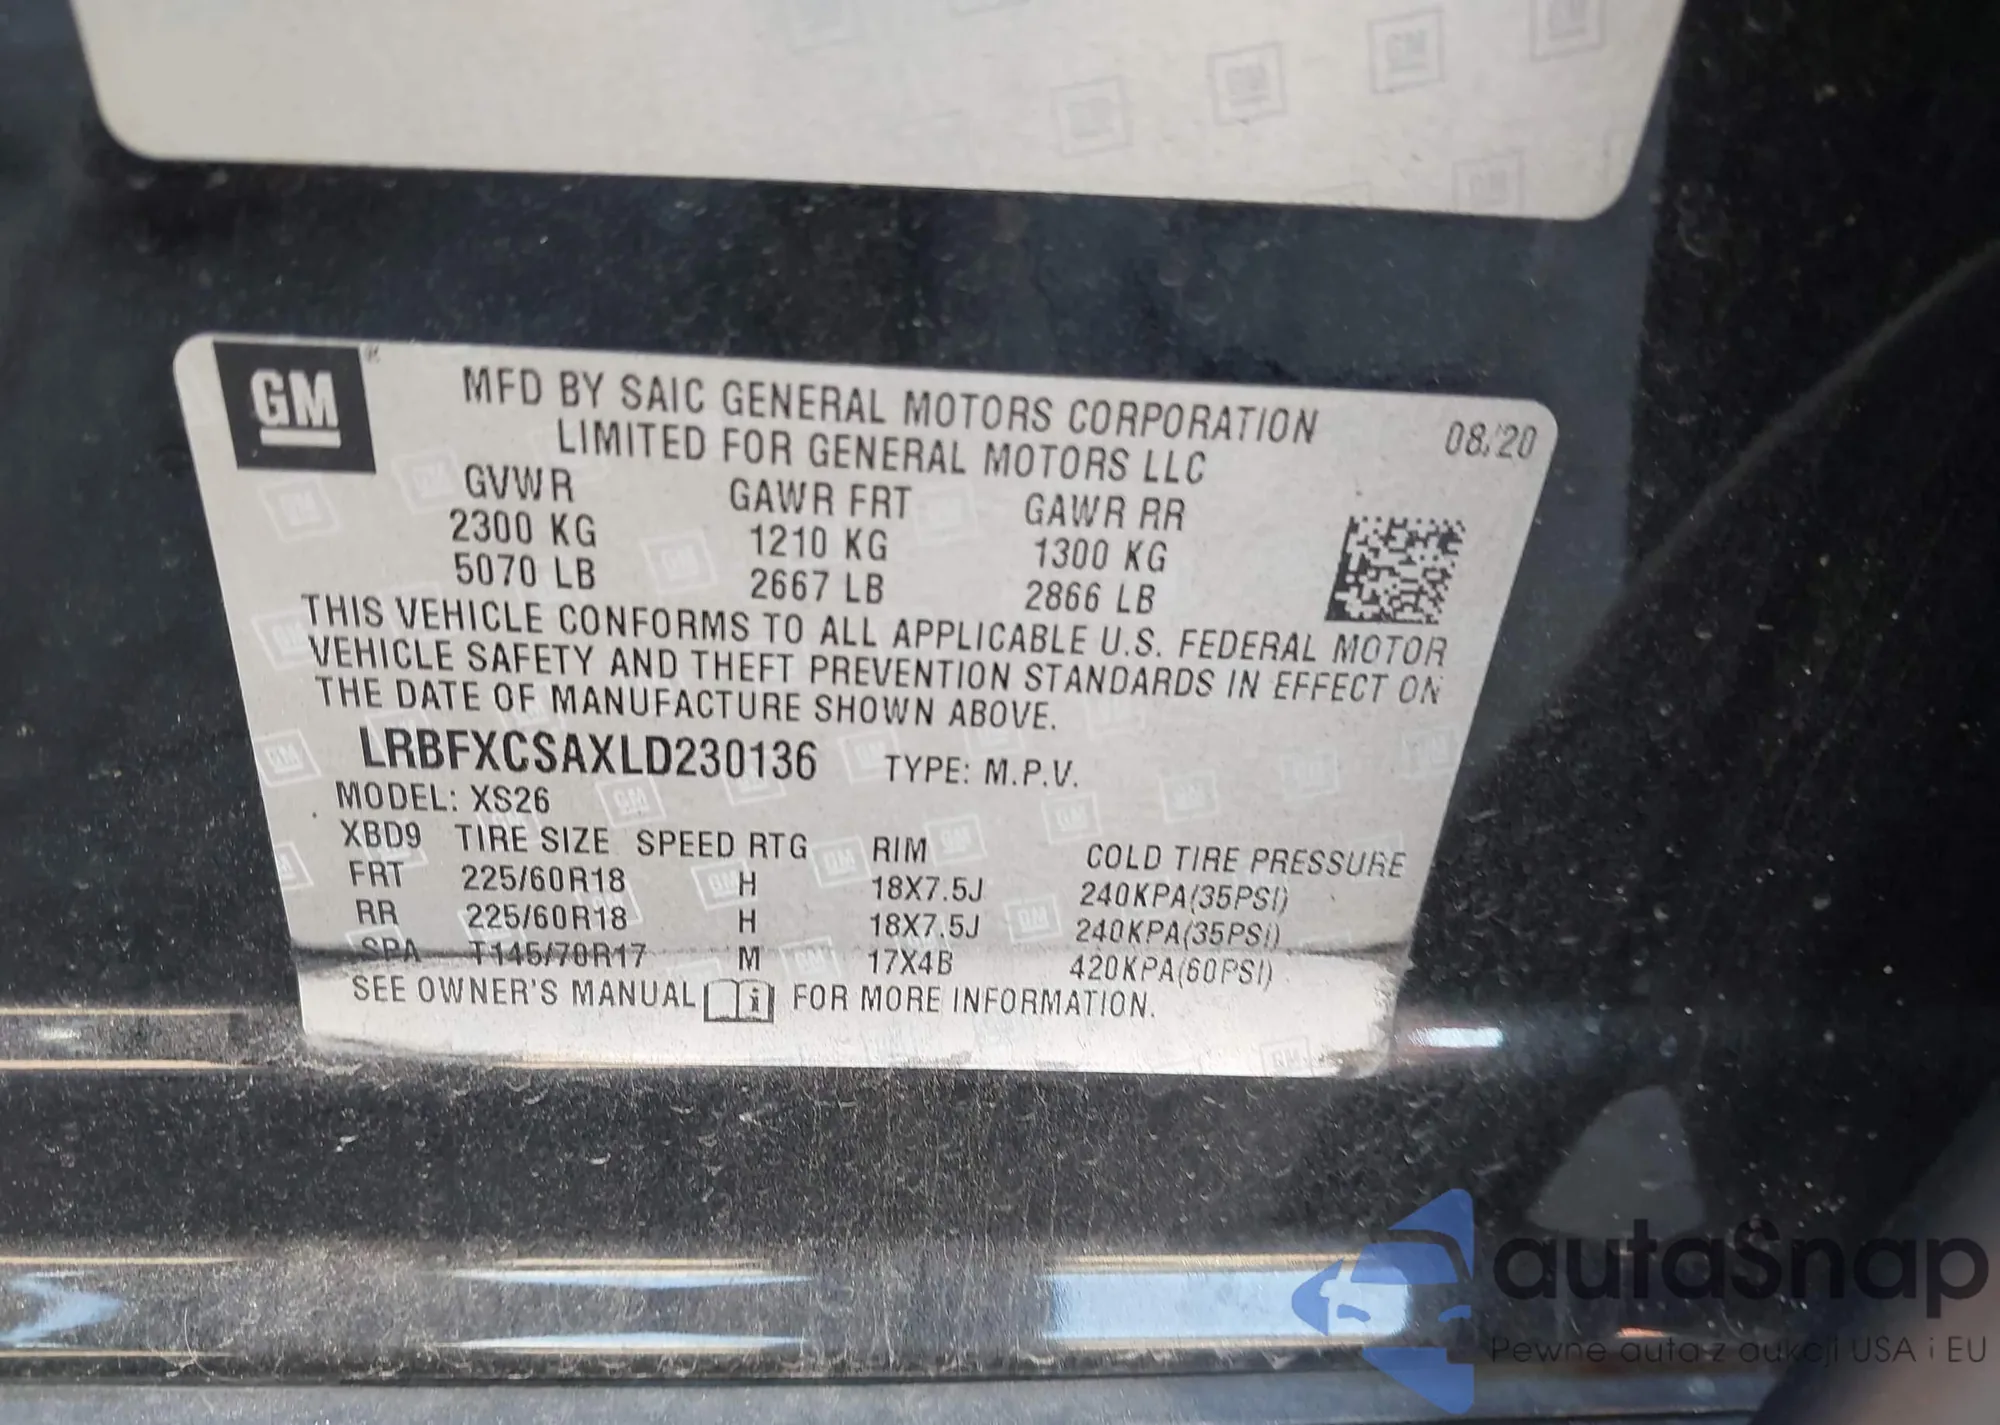 GM
MFD BY SAIC GENERAL MOTORS CORPORATION
LIMITED FOR GENERAL MOTORS LLC
08/20
GVWR GAWR FRT GAWR RR
2300 KG 1210 KG 1300 KG
5070 LB 2667 LB 2866 LB
THIS VEHICLE CONFORMS TO ALL APPLICABLE U.S. FEDERAL MOTOR
VEHICLE SAFETY AND THEFT PREVENTION STANDARDS IN EFFECT ON
THE DATE OF MANUFACTURE SHOWN ABOVE.
LRBFXCSAXLD230136 TYPE: M.P.V.
MODEL: XS26
XBD9 TIRE SIZE SPEED RTG RIM COLD TIRE PRESSURE
FRT 225/60R18 H 18X7.5J 240KPA(35PSI)
RR 225/60R18 H 18X7.5J 240KPA(35PSI)
SPA T145/70R17 M 17X4B 420KPA(60PSI)
SEE OWNER'S MANUAL i FOR MORE INFORMATION.
autaSnap
Pewne auta z aukcji USA i EU